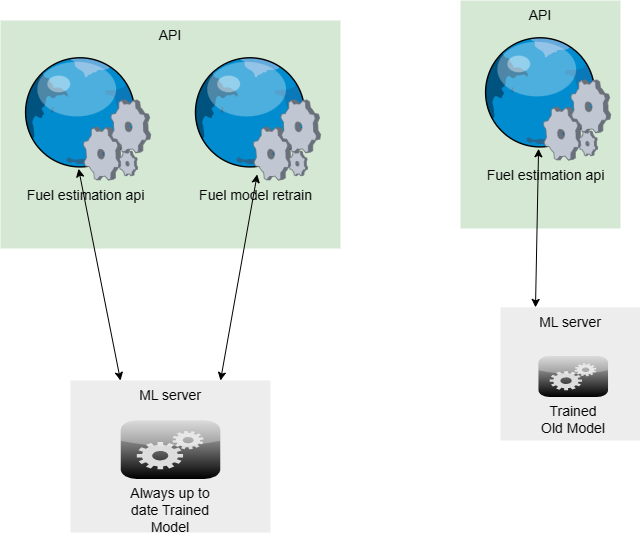 API
Fuel estimation api
Fuel model retrain
ML server
Always up to
date Trained
Model
API
Fuel estimation api
ML server
Trained
Old Model